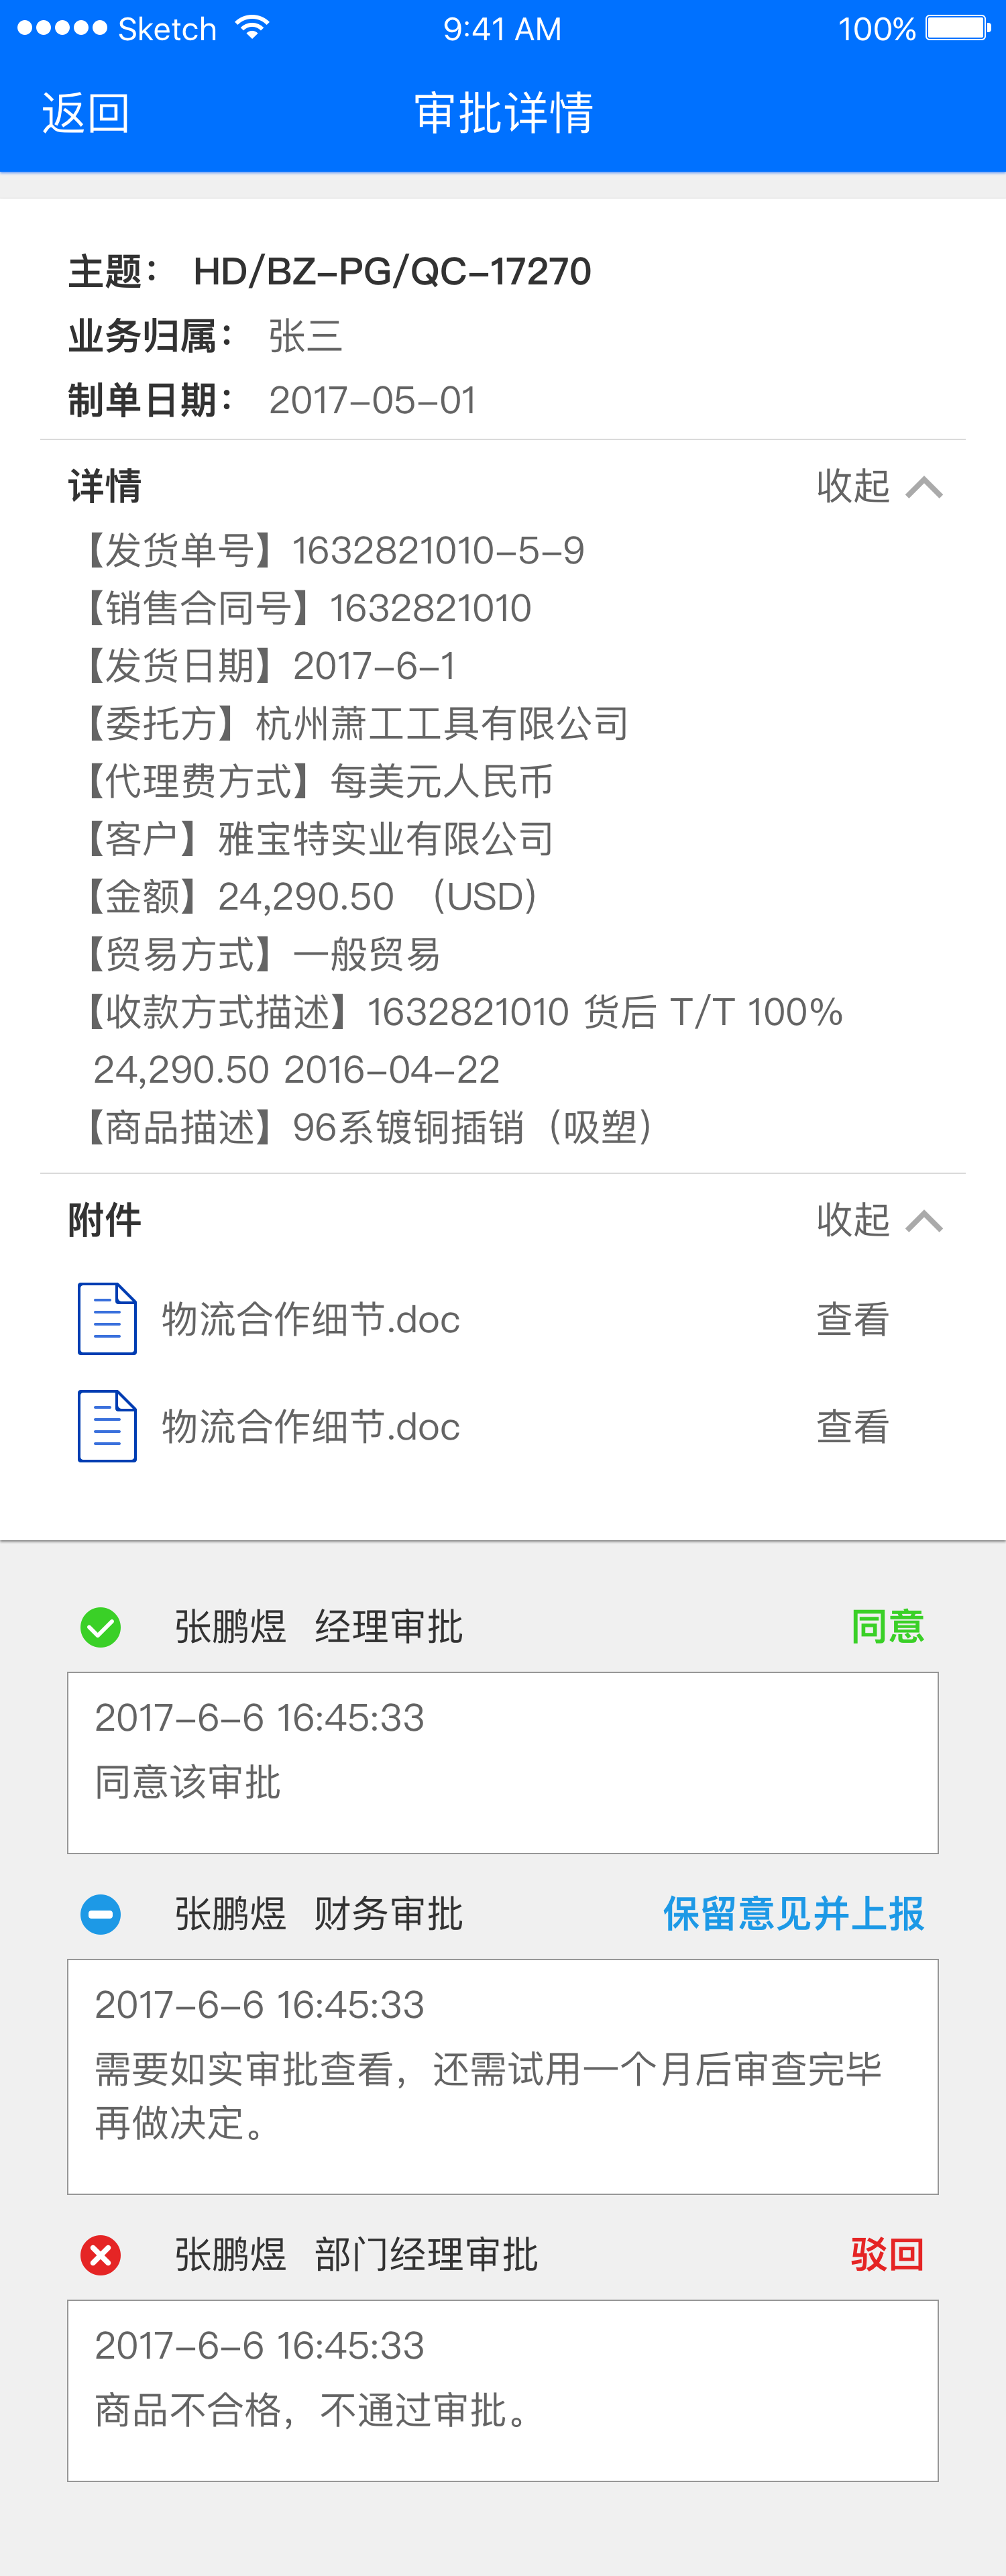 Sketch 9:41 AM 100%
返回 审批详情
主题： HD/BZ-PG/QC-17270
业务归属： 张三
制单日期： 2017-05-01
详情 收起
【发货单号】1632821010-5-9
【销售合同号】1632821010
【发货日期】2017-6-1
【委托方】杭州萧工工具有限公司
【代理费方式】每美元人民币
【客户】雅宝特实业有限公司
【金额】24,290.50 （USD）
【贸易方式】一般贸易
【收款方式描述】1632821010 货后 T/T 100%
24,290.50 2016-04-22
【商品描述】96系镀铜插销（吸塑）
附件 收起
物流合作细节.doc 查看
物流合作细节.doc 查看
张鹏煜 经理审批 同意
2017-6-6 16:45:33
同意该审批
张鹏煜 财务审批 保留意见并上报
2017-6-6 16:45:33
需要如实审批查看，还需试用一个月后审查完毕
再做决定。
张鹏煜 部门经理审批 驳回
2017-6-6 16:45:33
商品不合格，不通过审批。